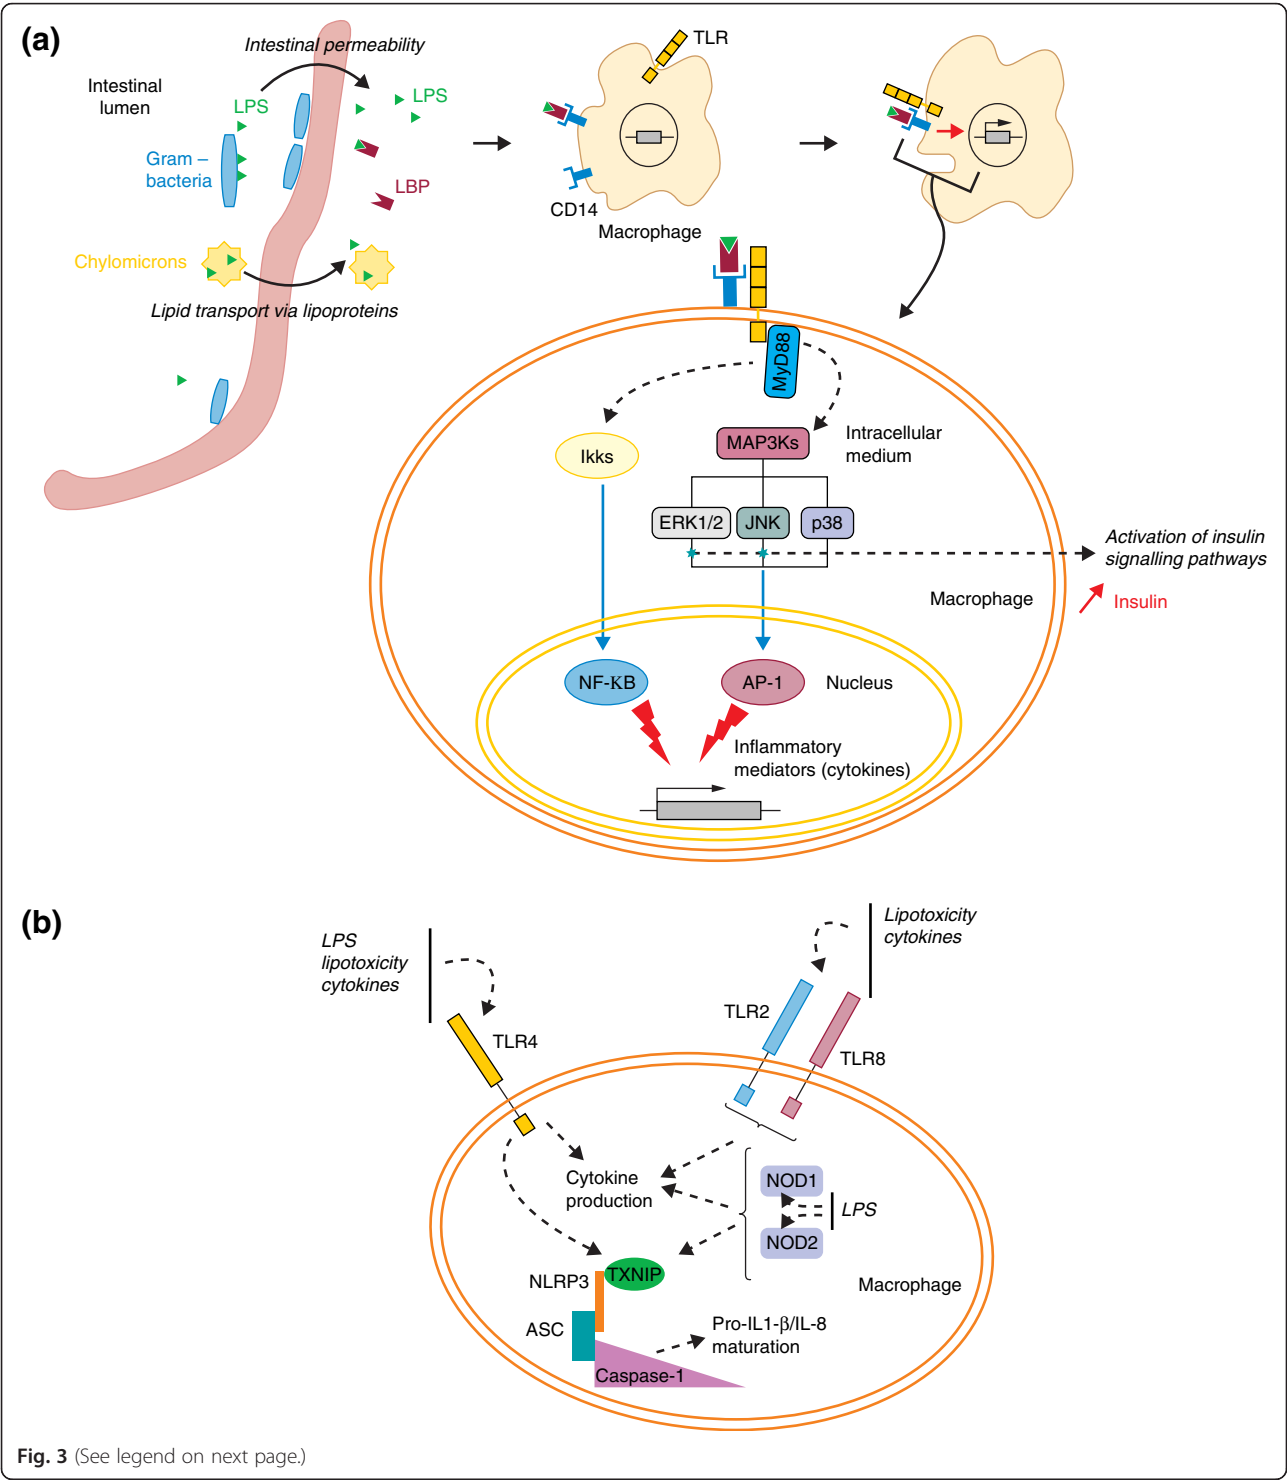 (a)
Intestinal permeability
Intestinal
lumen
LPS
LPS
Gram –
bacteria
LBP
Chylomicrons
Lipid transport via lipoproteins
TLR
CD14
Macrophage
MyD88
Ikks
MAP3Ks
Intracellular
medium
ERK1/2
JNK
p38
Activation of insulin
signalling pathways
Insulin
Macrophage
NF-KB
AP-1
Nucleus
Inflammatory
mediators (cytokines)
(b)
LPS
lipotoxicity
cytokines
Lipotoxicity
cytokines
TLR4
TLR2
TLR8
Cytokine
production
NOD1
LPS
NOD2
TXNIP
NLRP3
ASC
Caspase-1
Pro-IL1-β/IL-8
maturation
Macrophage
Fig. 3 (See legend on next page.)